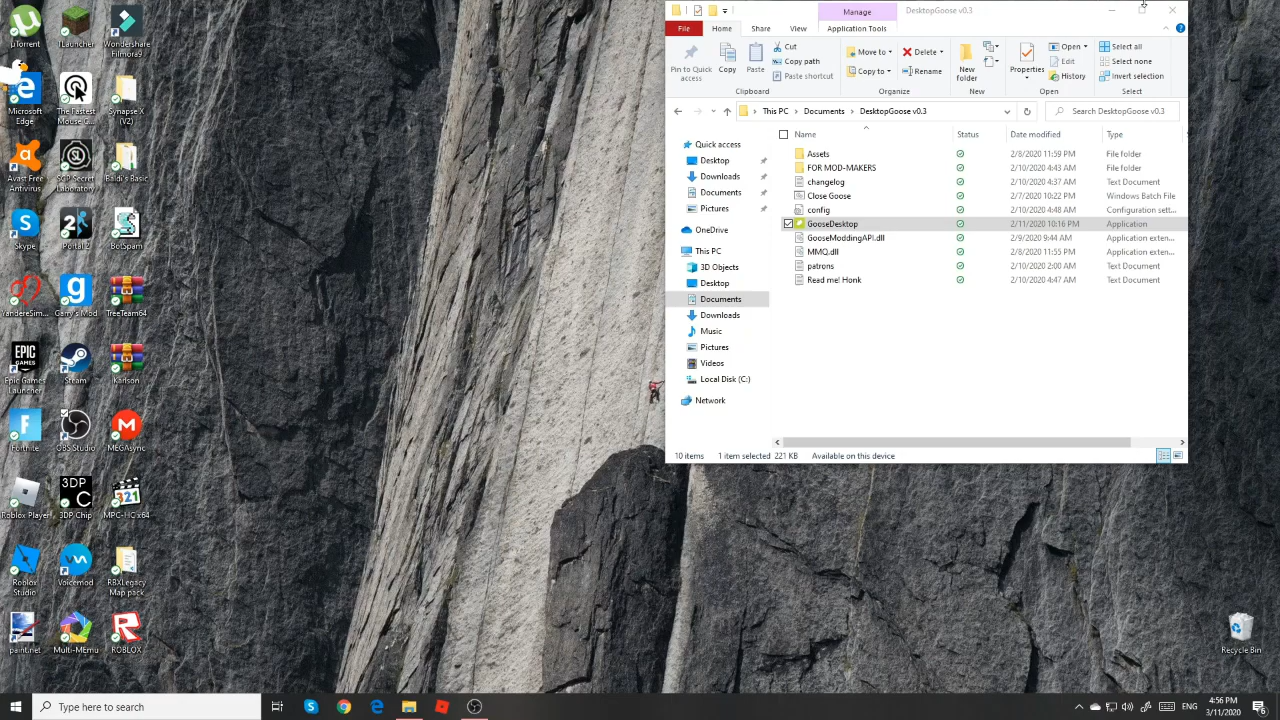 Manage
DesktopGoose v0.3
File
Home
Share
View
Application Tools
Pin to Quick
access
Copy
Paste
Cut
Copy path
Paste shortcut
Clipboard
Move to
Copy to
Delete
Rename
Organize
New
folder
New
Properties
Open
Edit
History
Open
Select all
Select none
Invert selection
Select
This PC > Documents > DesktopGoose v0.3
Search DesktopGoose v0.3
Name
Status
Date modified
Type
Assets 2/8/2020 11:59 PM File folder
FOR MOD-MAKERS 2/10/2020 4:43 AM File folder
changelog 2/10/2020 4:37 AM Text Document
Close Goose 2/7/2020 10:22 PM Windows Batch File
config 2/10/2020 4:48 AM Configuration sett...
GooseDesktop 2/11/2020 10:16 PM Application
GooseModdingAPI.dll 2/9/2020 9:44 AM Application exten...
MMQ.dll 2/8/2020 11:55 PM Application exten...
patrons 2/10/2020 2:00 AM Text Document
Read me! Honk 2/10/2020 4:47 AM Text Document
Quick access
Desktop
Downloads
Documents
Pictures
OneDrive
This PC
3D Objects
Desktop
Documents
Downloads
Music
Pictures
Videos
Local Disk (C:)
Network
10 items
1 item selected 221 KB
Available on this device
µTorrent
TLauncher
Wondershare
Filmora9
Microsoft
Edge
The Fastest
Mouse C...
Synapse X
(V2)
Avast Free
Antivirus
SCP Secret
Laboratory
Baldi's Basic
Skype
Portal 2
BotSpam
YandereSim...
Garry's Mod
TreeTeam64
EPIC
GAMES
Epic Games
Launcher
Steam
Karlson
Fortnite
OBS Studio
MEGAsync
Roblox Player
3DP
C
3DP Chip
321
MPC-HC x64
Roblox
Studio
Voicemod
RBXLegacy
Map pack
paint.net
Multi-MEmu
ROBLOX
Recycle Bin
Type here to search
ENG
4:56 PM
3/11/2020
6